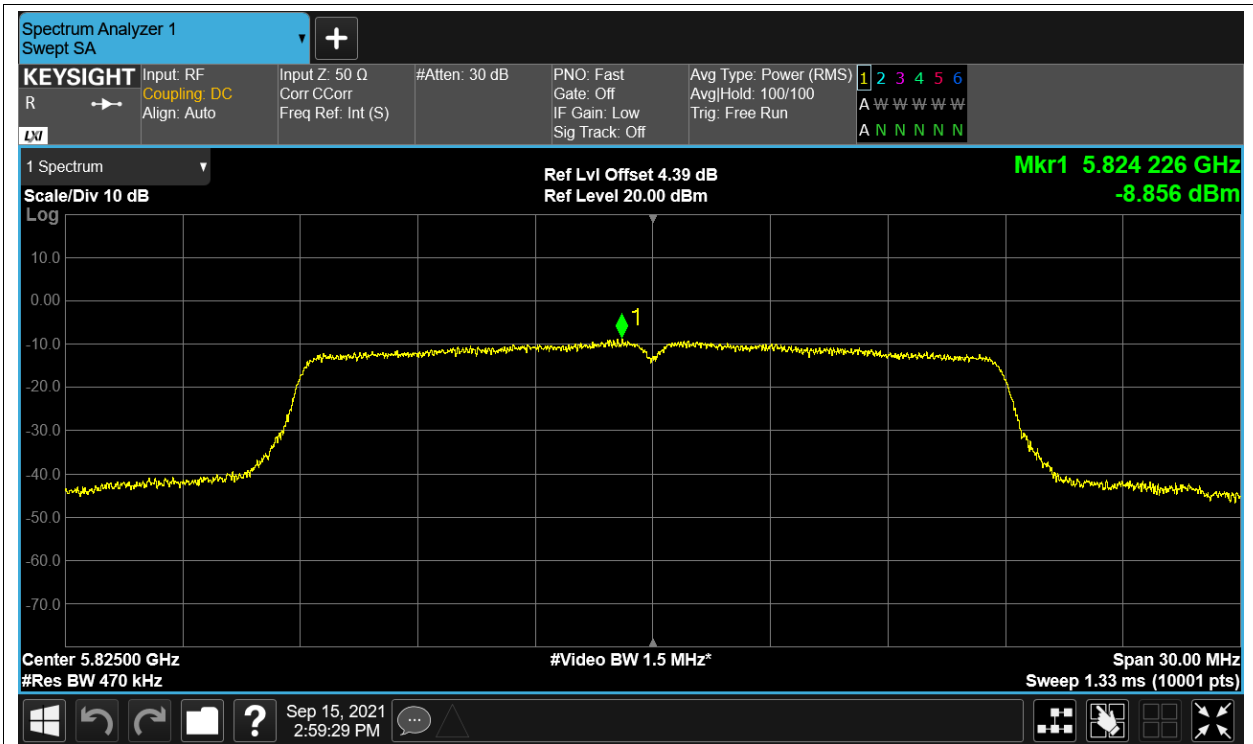 Spectrum Analyzer 1
Swept SA
KEYSIGHT
R
LXI
Input: RF
Coupling: DC
Align: Auto
Input Z: 50 Ω
Corr CCorr
Freq Ref: Int (S)
#Atten: 30 dB
PNO: Fast
Gate: Off
IF Gain: Low
Sig Track: Off
Avg Type: Power (RMS)
Avg|Hold: 100/100
Trig: Free Run
1 2 3 4 5 6
A W W W W W
A N N N N N
1 Spectrum
Scale/Div 10 dB
Log
Ref Lvl Offset 4.39 dB
Ref Level 20.00 dBm
Mkr1 5.824 226 GHz
-8.856 dBm
10.0
0.00
1
-10.0
-20.0
-30.0
-40.0
-50.0
-60.0
-70.0
Center 5.82500 GHz
#Res BW 470 kHz
#Video BW 1.5 MHz*
Span 30.00 MHz
Sweep 1.33 ms (10001 pts)
?
Sep 15, 2021
2:59:29 PM